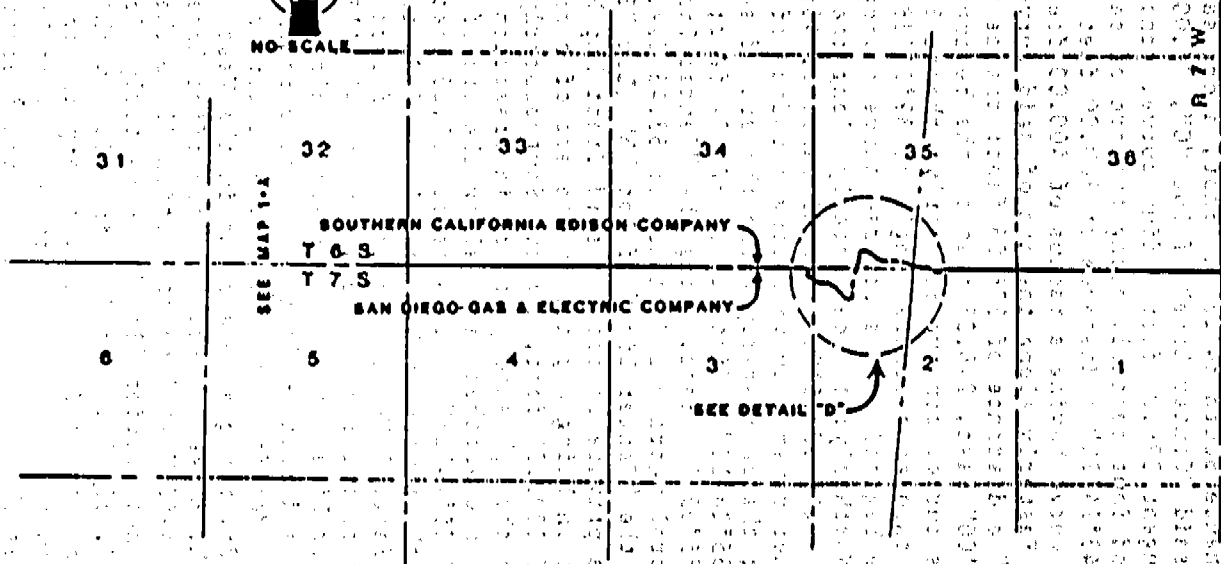 NO SCALE
R 7 W
31 32 33 34 35 36
SEE MAP 1-A
SOUTHERN CALIFORNIA EDISON COMPANY
T 6 S
T 7 S
SAN DIEGO GAS & ELECTRIC COMPANY
6 5 4 3 2 1
SEE DETAIL "D"